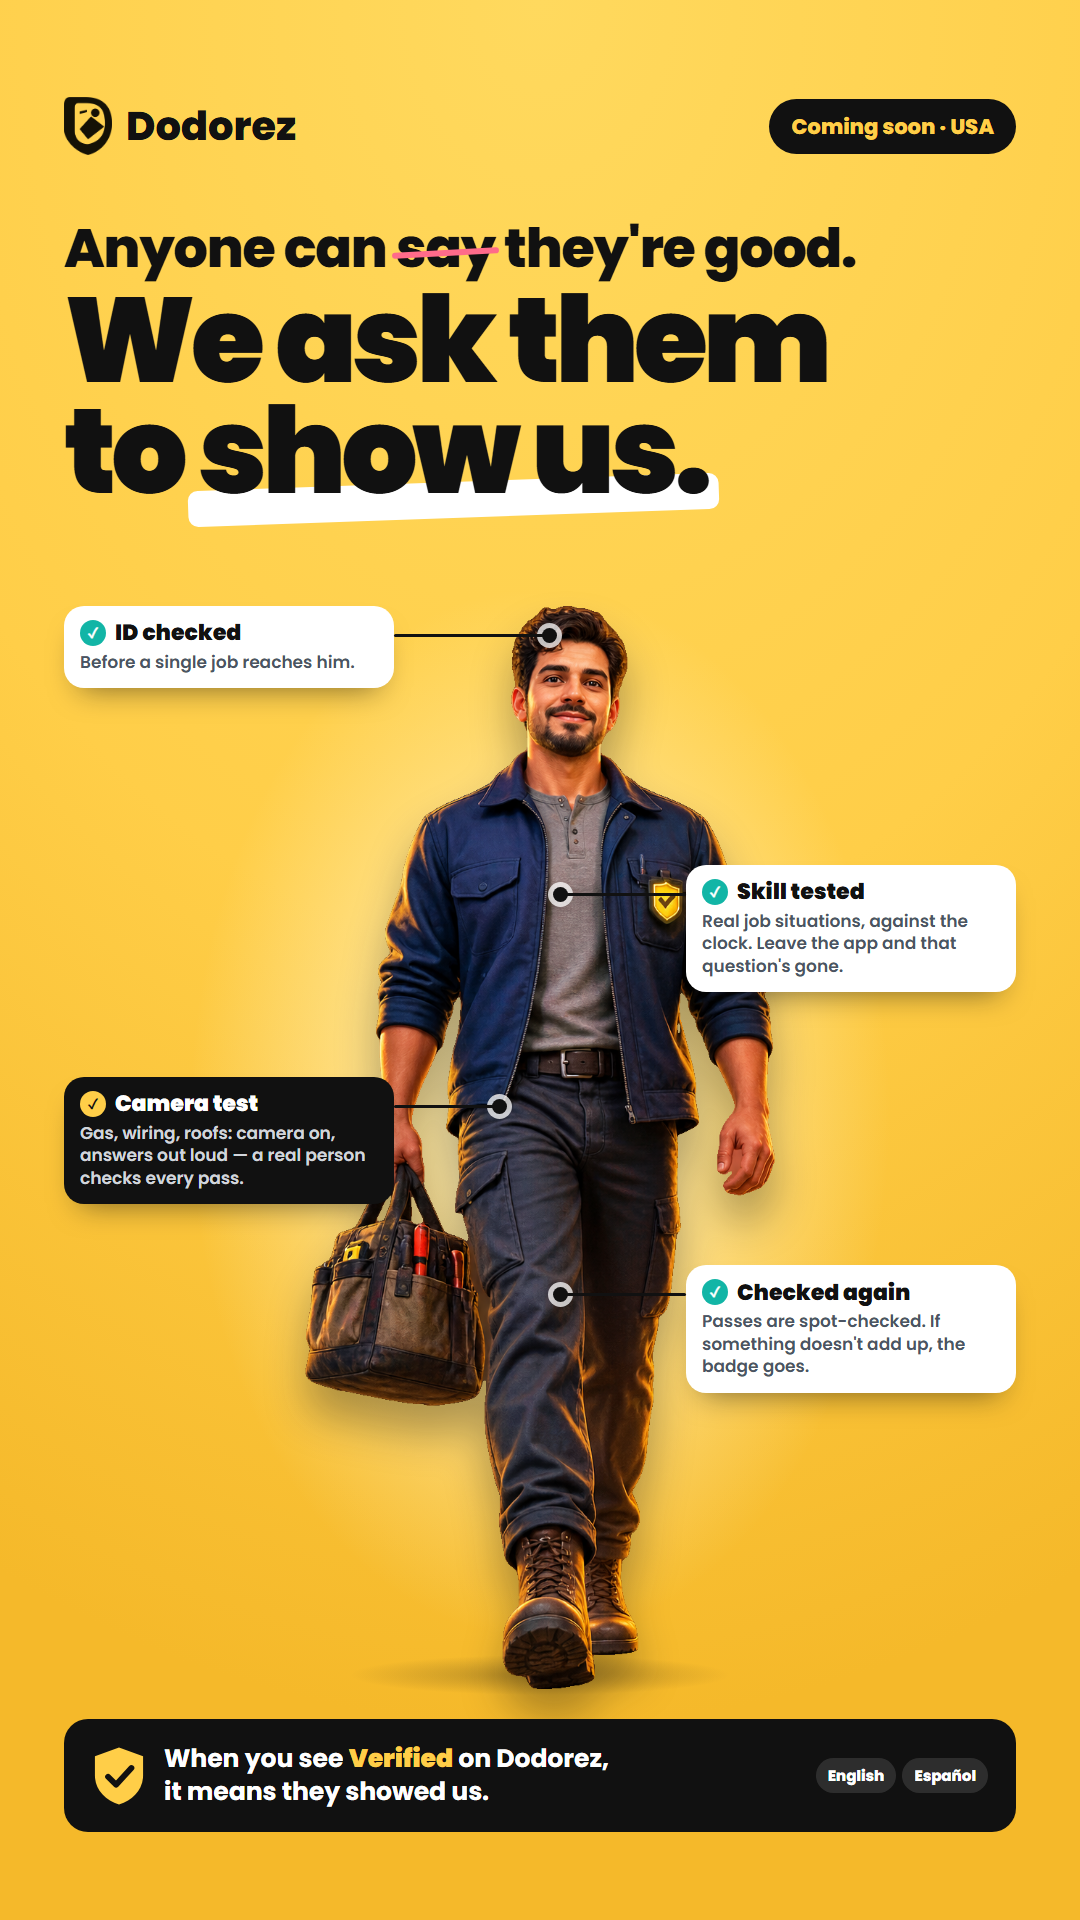 Dodorez
Coming soon · USA
Anyone can say they're good.
We ask them
to show us.
ID checked
Before a single job reaches him.
Skill tested
Real job situations, against the
clock. Leave the app and that
question's gone.
Camera test
Gas, wiring, roofs: camera on,
answers out loud — a real person
checks every pass.
Checked again
Passes are spot-checked. If
something doesn't add up, the
badge goes.
When you see Verified on Dodorez,
it means they showed us.
English
Español